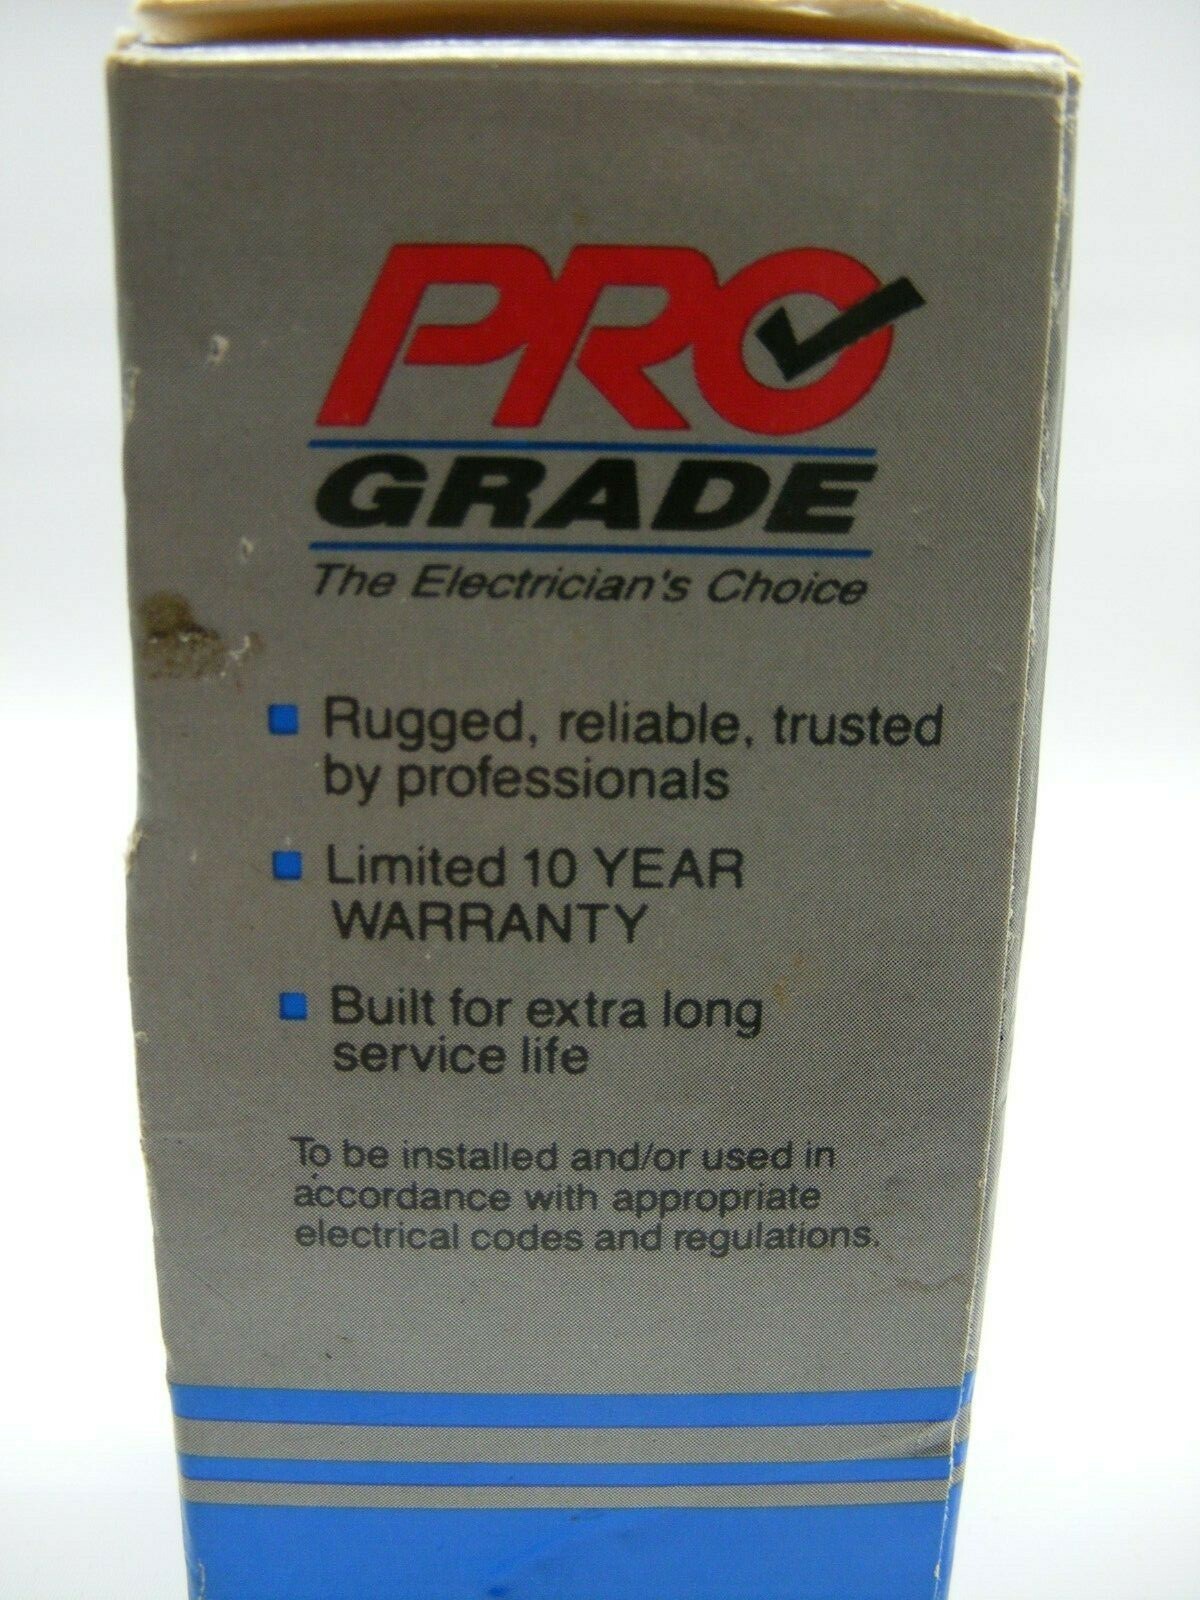 PRO
GRADE
The Electrician's Choice
Rugged, reliable, trusted
by professionals
Limited 10 YEAR
WARRANTY
Built for extra long
service life
To be installed and/or used in
accordance with appropriate
electrical codes and regulations.